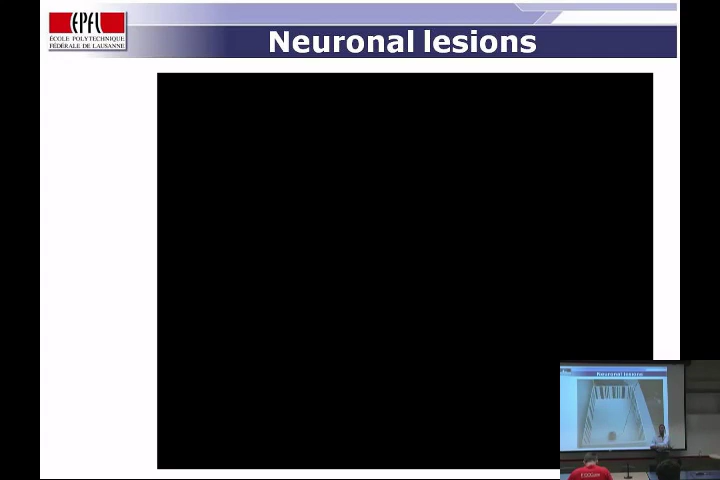 EPFL
ÉCOLE POLYTECHNIQUE
FÉDÉRALE DE LAUSANNE
Neuronal lesions
Neuronal lesions